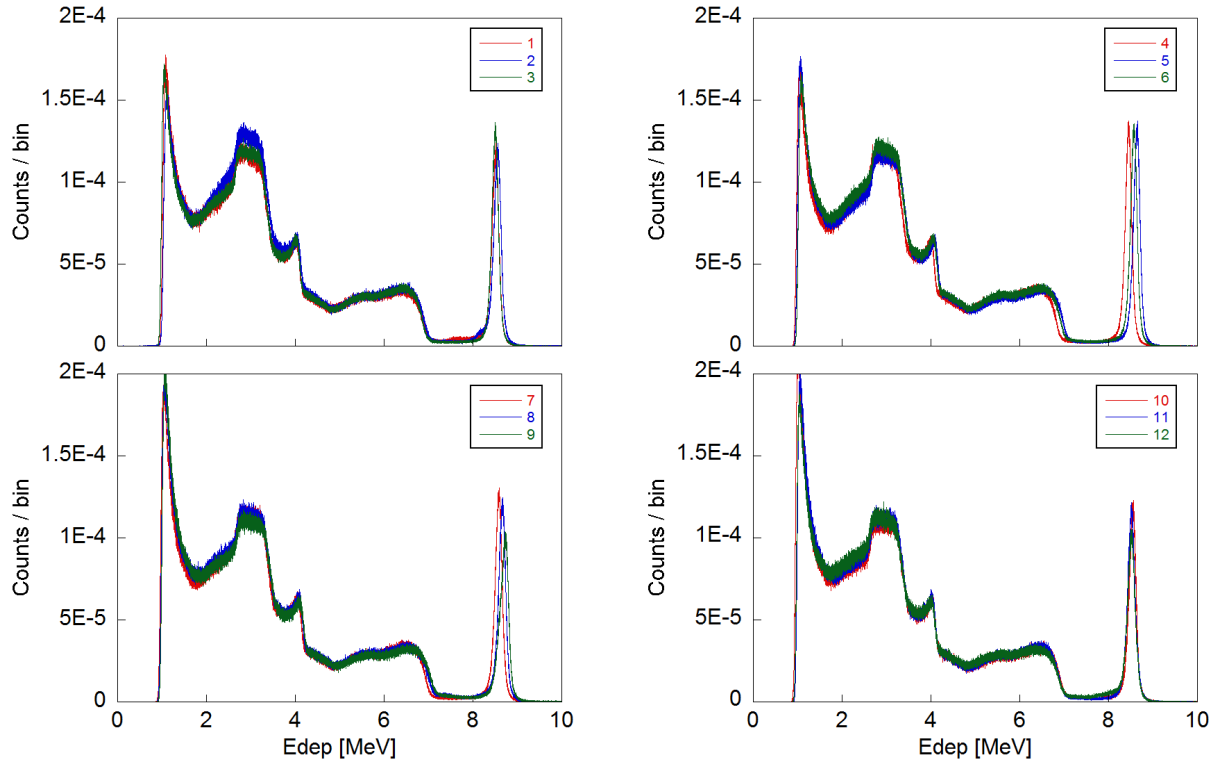 2E-4
1.5E-4
1E-4
5E-5
0
Counts / bin
1
2
3
2E-4
1.5E-4
1E-4
5E-5
0
Counts / bin
4
5
6
2E-4
1.5E-4
1E-4
5E-5
0
Counts / bin
7
8
9
0 2 4 6 8 10
Edep [MeV]
2E-4
1.5E-4
1E-4
5E-5
0
Counts / bin
10
11
12
0 2 4 6 8 10
Edep [MeV]